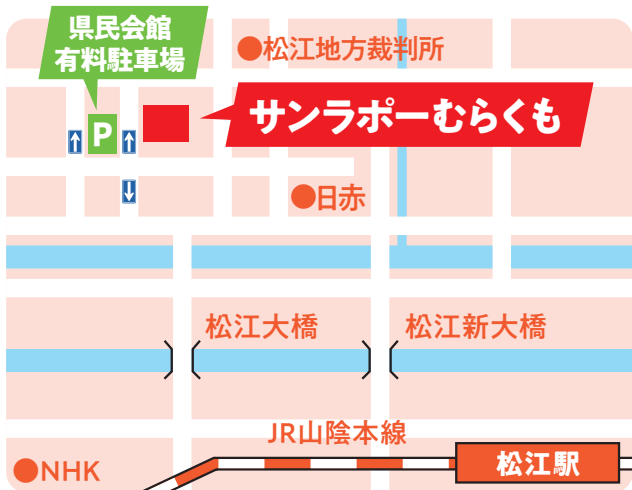 県民会館
有料駐車場
松江地方裁判所
サンラポーむらくも
P
日赤
松江大橋
松江新大橋
JR山陰本線
松江駅
NHK